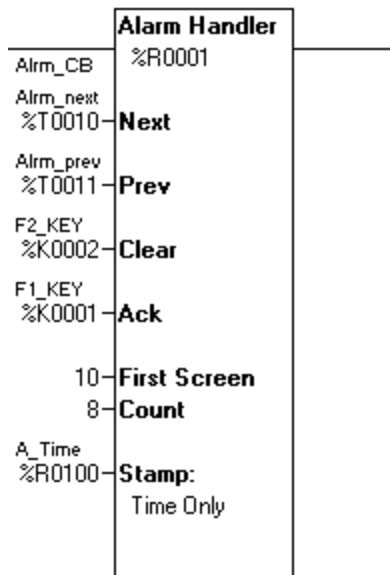 Alarm Handler
Alrm_CB %R0001
Alrm_next
%T0010 Next
Alrm_prev
%T0011 Prev
F2_KEY
%K0002 Clear
F1_KEY
%K0001 Ack
10 First Screen
8 Count
A_Time
%R0100 Stamp:
Time Only